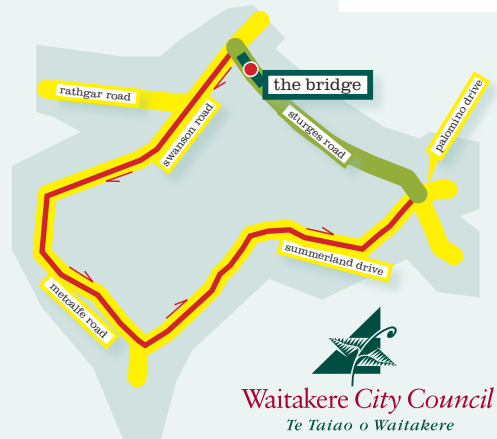 rathgar road
the bridge
palomino drive
swanson road
sturges road
summerland drive
metcalfe road
Waitakere City Council
Te Taiao o Waitakere